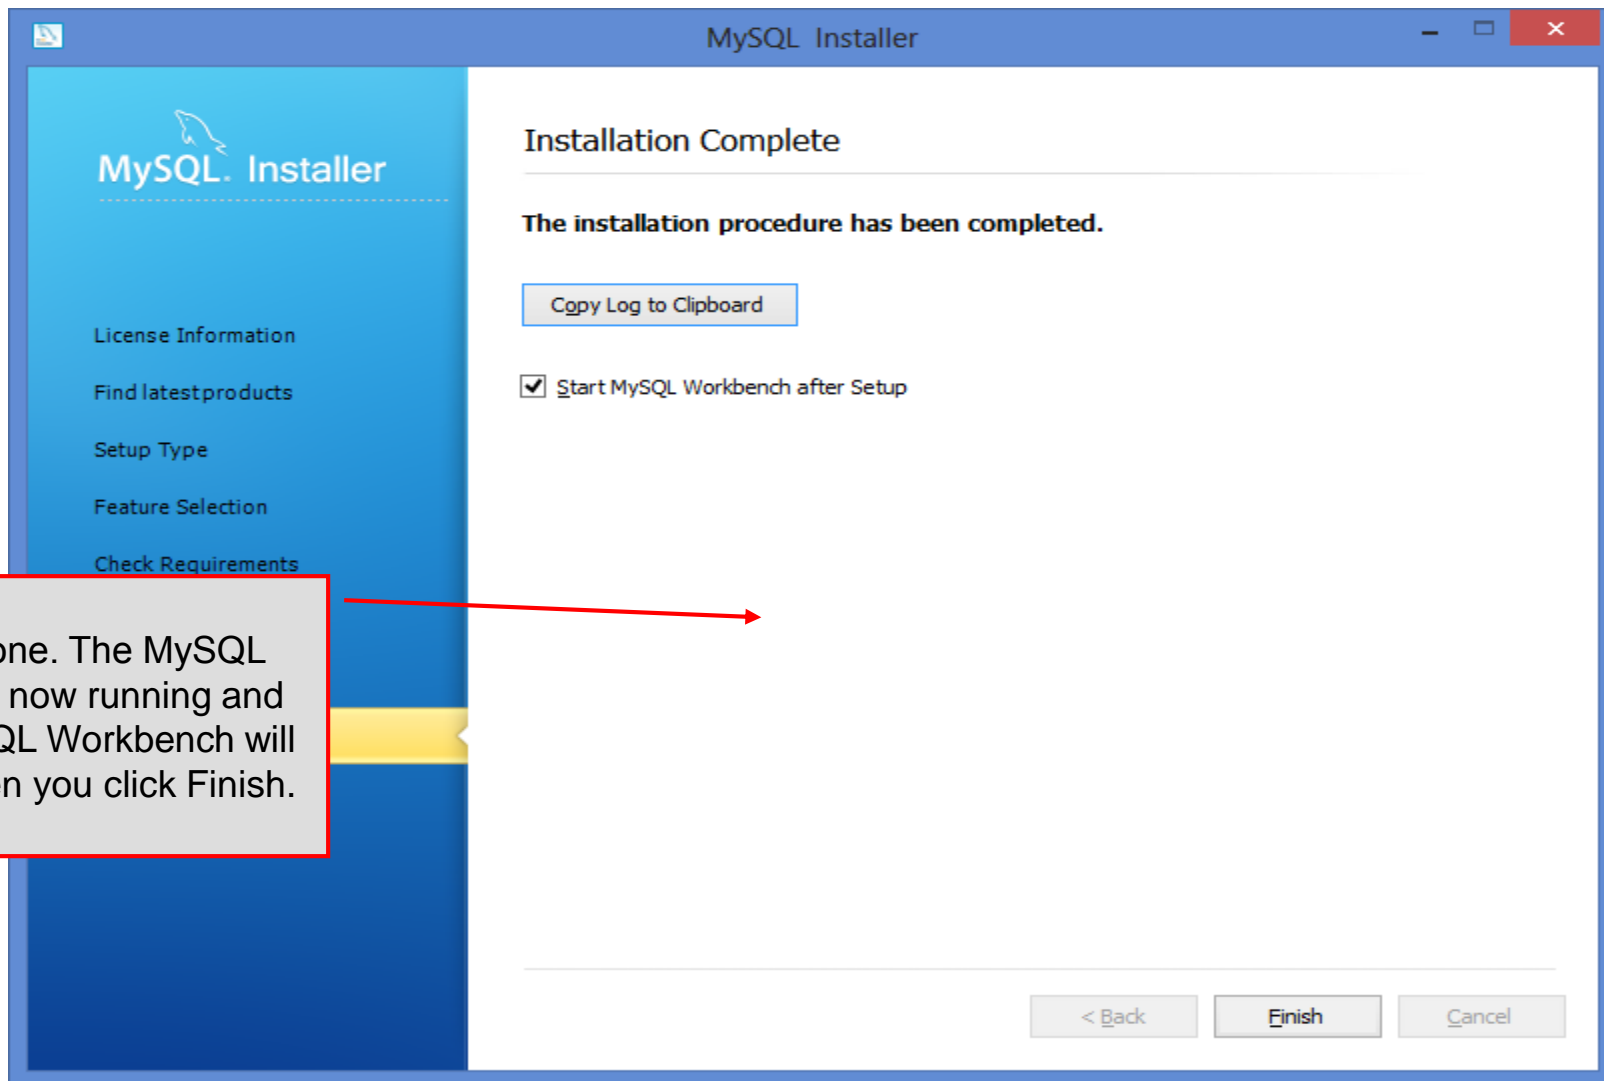 MySQL Installer
MySQL. Installer
License Information
Find latest products
Setup Type
Feature Selection
Check Requirements
one. The MySQL
now running and
QL Workbench will
n you click Finish.
Installation Complete
The installation procedure has been completed.
Copy Log to Clipboard
Start MySQL Workbench after Setup
< Back
Finish
Cancel